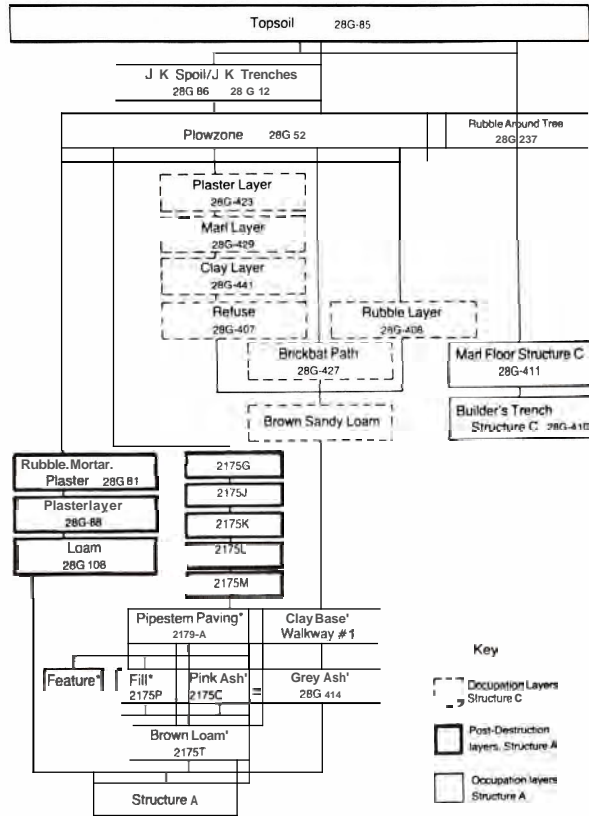 Topsoil 28G-85
J K Spoil/J K Trenches
28G 86 28 G 12
Plowzone 28G 52
Rubble Around Tree
28G 237
Plaster Layer
28G-423
Marl Layer
28G-429
Clay Layer
28G-441
Refuse
28G-407
Rubble Layer
28G-408
Brickbat Path
28G-427
Marl Floor Structure C
28G-411
Brown Sandy Loam
Builder's Trench
Structure C 28G-410
Rubble. Mortar.
Plaster 28G 81
Plaster layer
28G-88
Loam
28G 108
2175G
2175J
2175K
2175L
2175M
Pipestem Paving*
2179-A
Clay Base'
Walkway #1
Feature*
Fill*
2175P
Pink Ash'
2175C
=
Grey Ash'
28G 414
Brown Loam'
2175T
Structure A
Key
Occupation Layers
Structure C
Post-Destruction
layers, Structure A
Occupation layers
Structure A